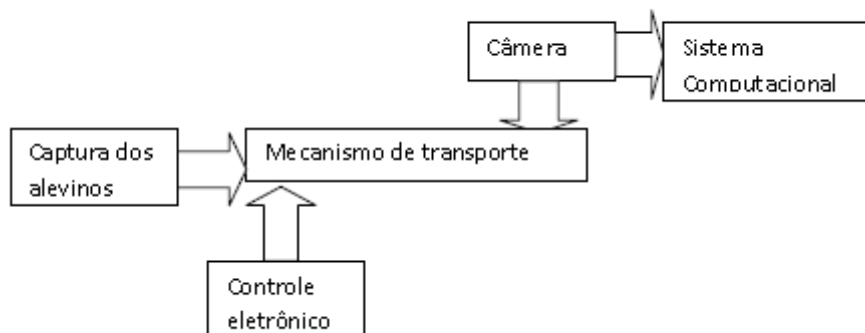 Câmera
Sistema
Computacional
Captura dos
alevinos
Mecanismo de transporte
Controle
eletrônico